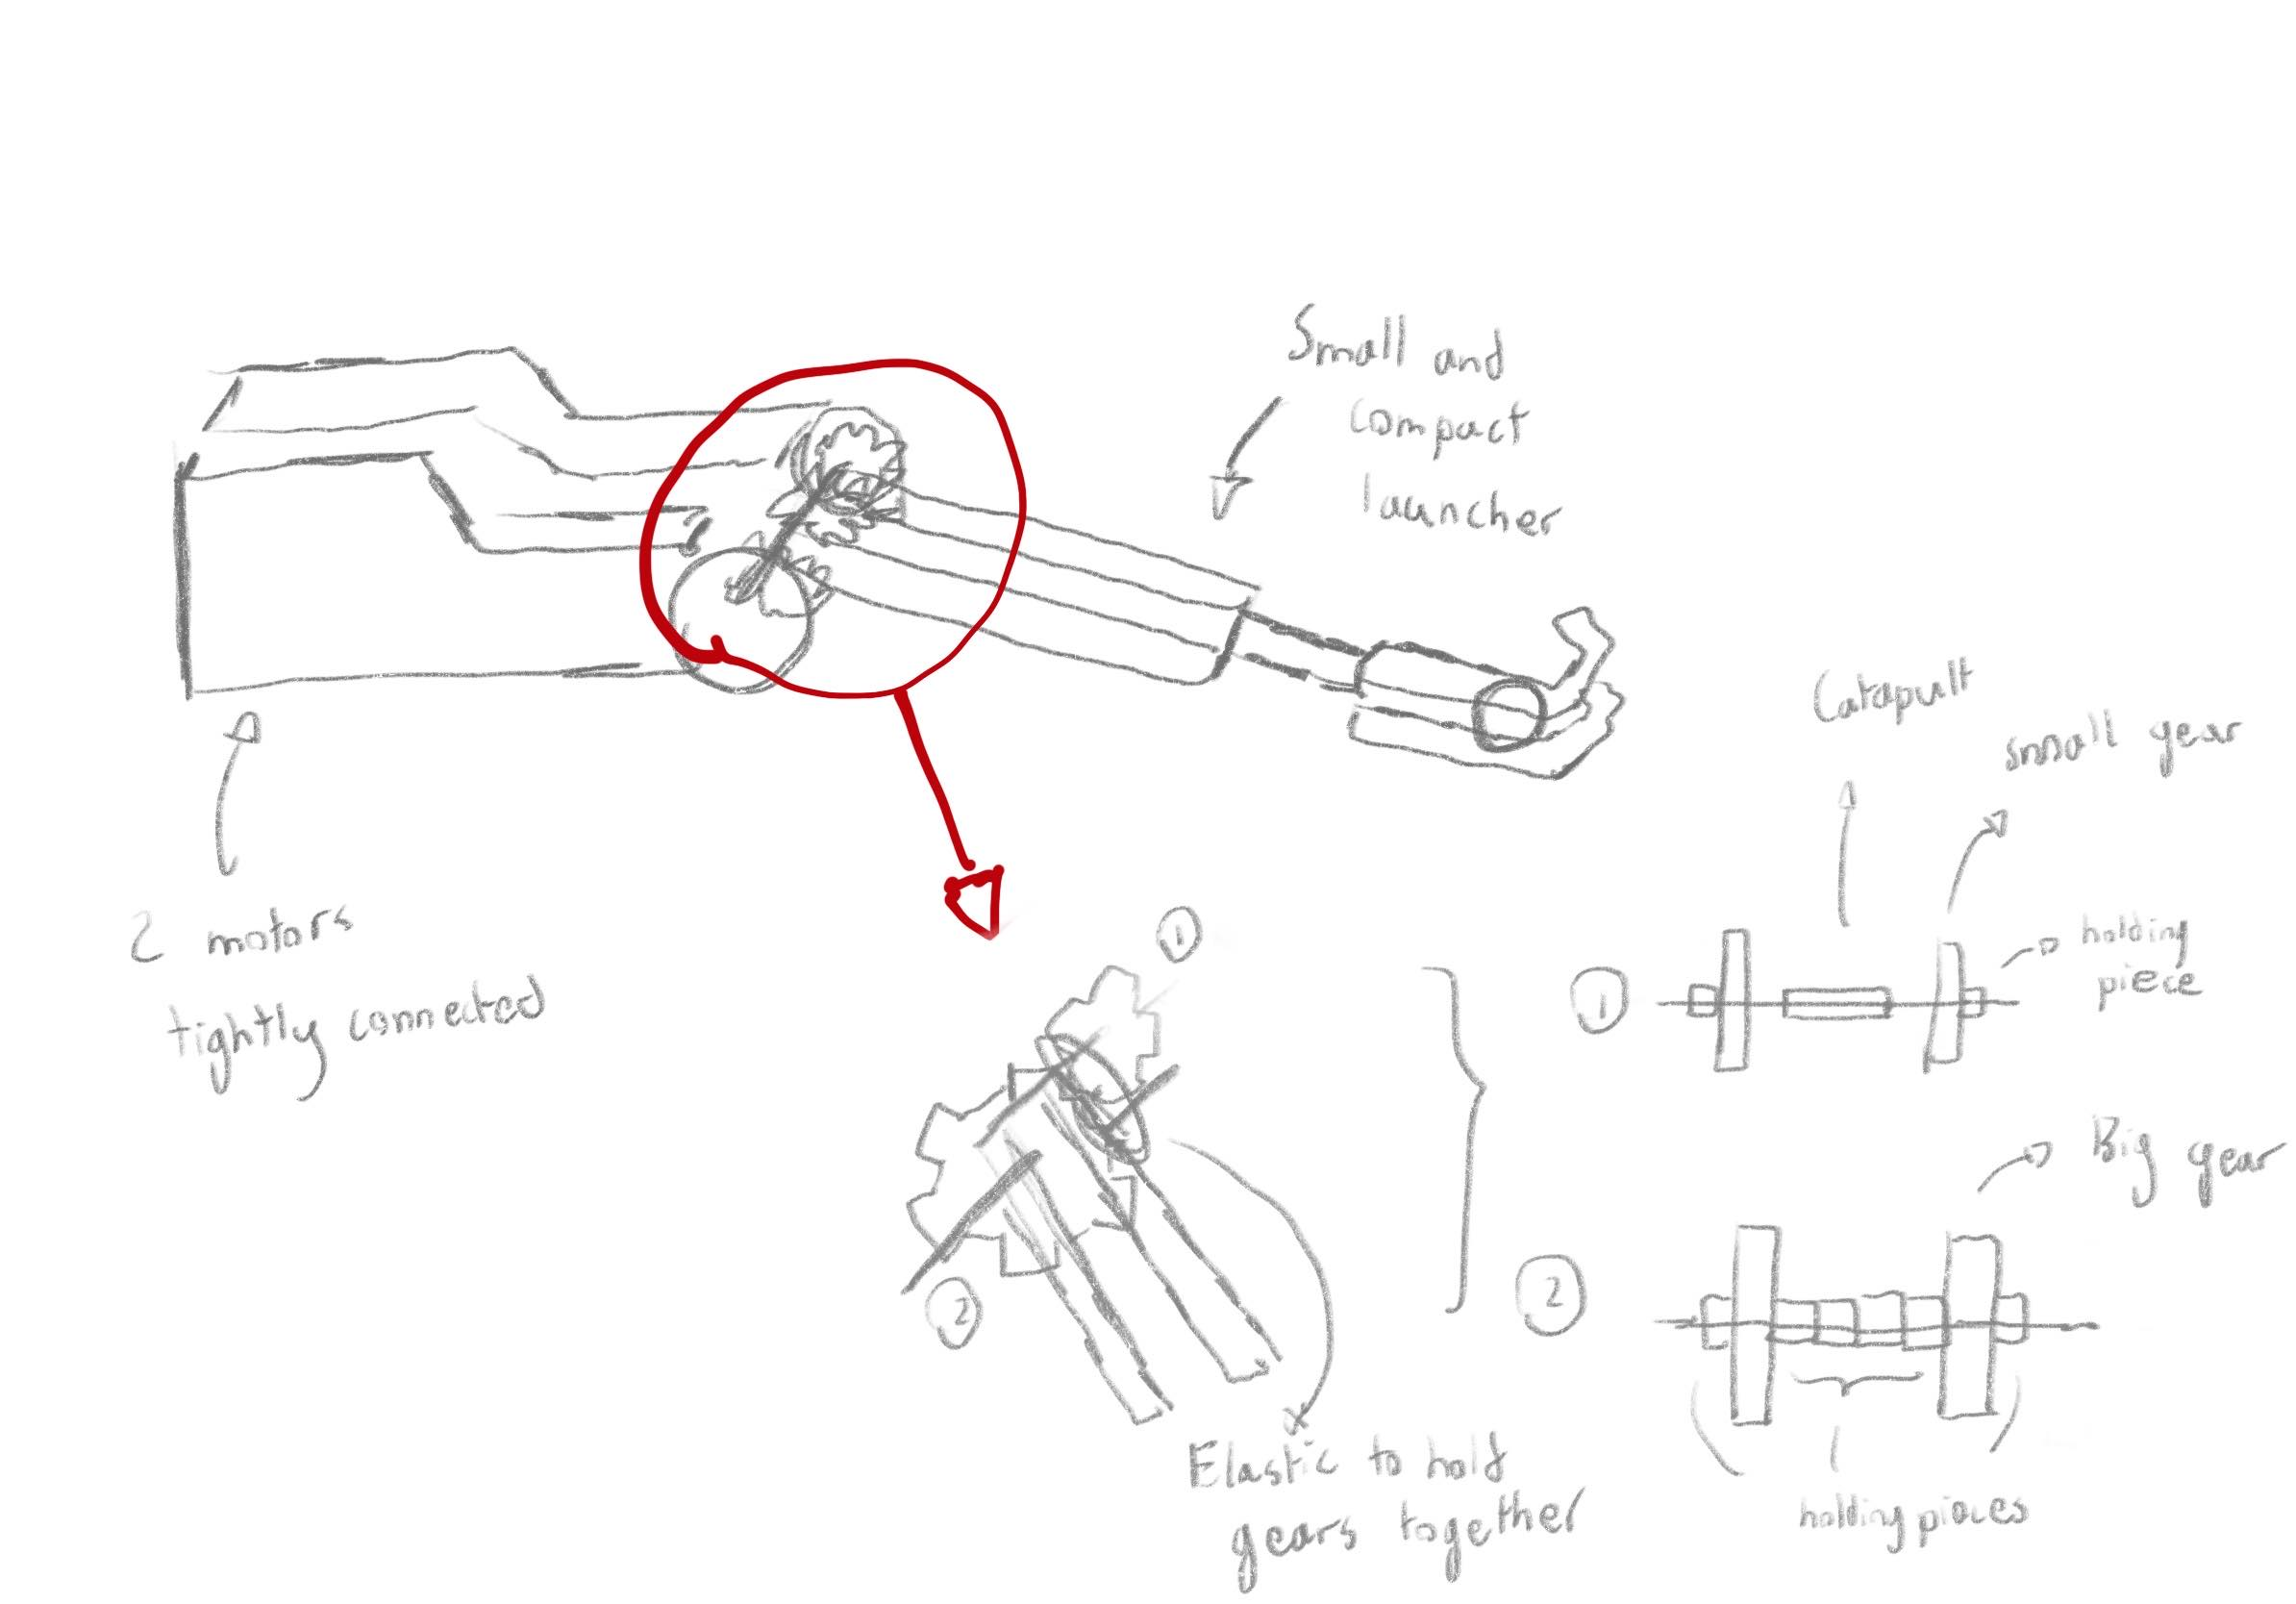 Small and
compact
launcher
2 motors
tightly connected
Catapult
small gear
holding
piece
1
1
Big gear
2
2
Elastic to hold
gears together
holding pieces